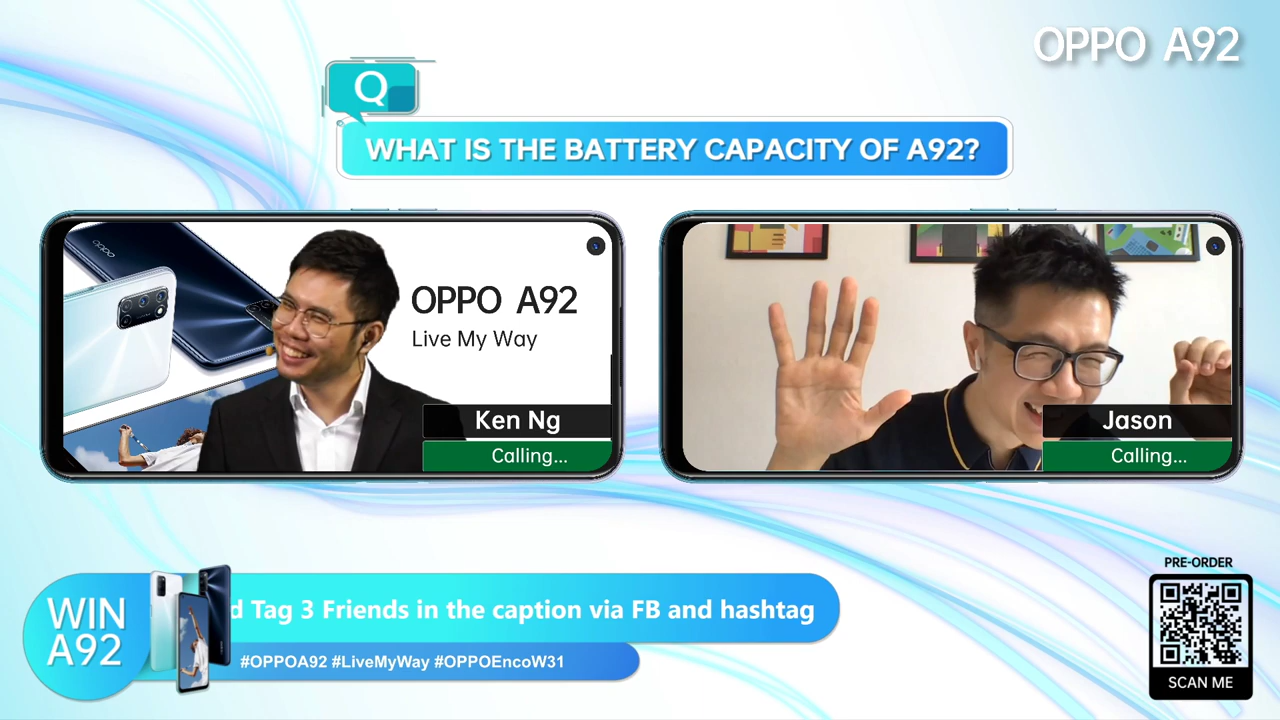 OPPO A92
Q
WHAT IS THE BATTERY CAPACITY OF A92?
oppo
OPPO A92
Live My Way
Ken Ng
Calling...
Jason
Calling...
WIN
A92
d Tag 3 Friends in the caption via FB and hashtag
#OPPOA92 #LiveMyWay #OPPOEncoW31
PRE-ORDER
SCAN ME